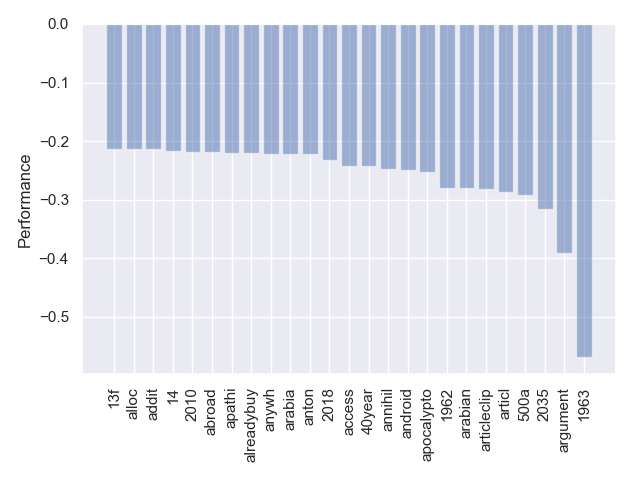 0.0
−0.1
−0.2
−0.3
−0.4
−0.5
Performance
13f
alloc
addit
14
2010
abroad
apathi
alreadybuy
anywh
arabia
anton
2018
access
40year
annihil
android
apocalypto
1962
arabian
articleclip
articl
500a
2035
argument
1963